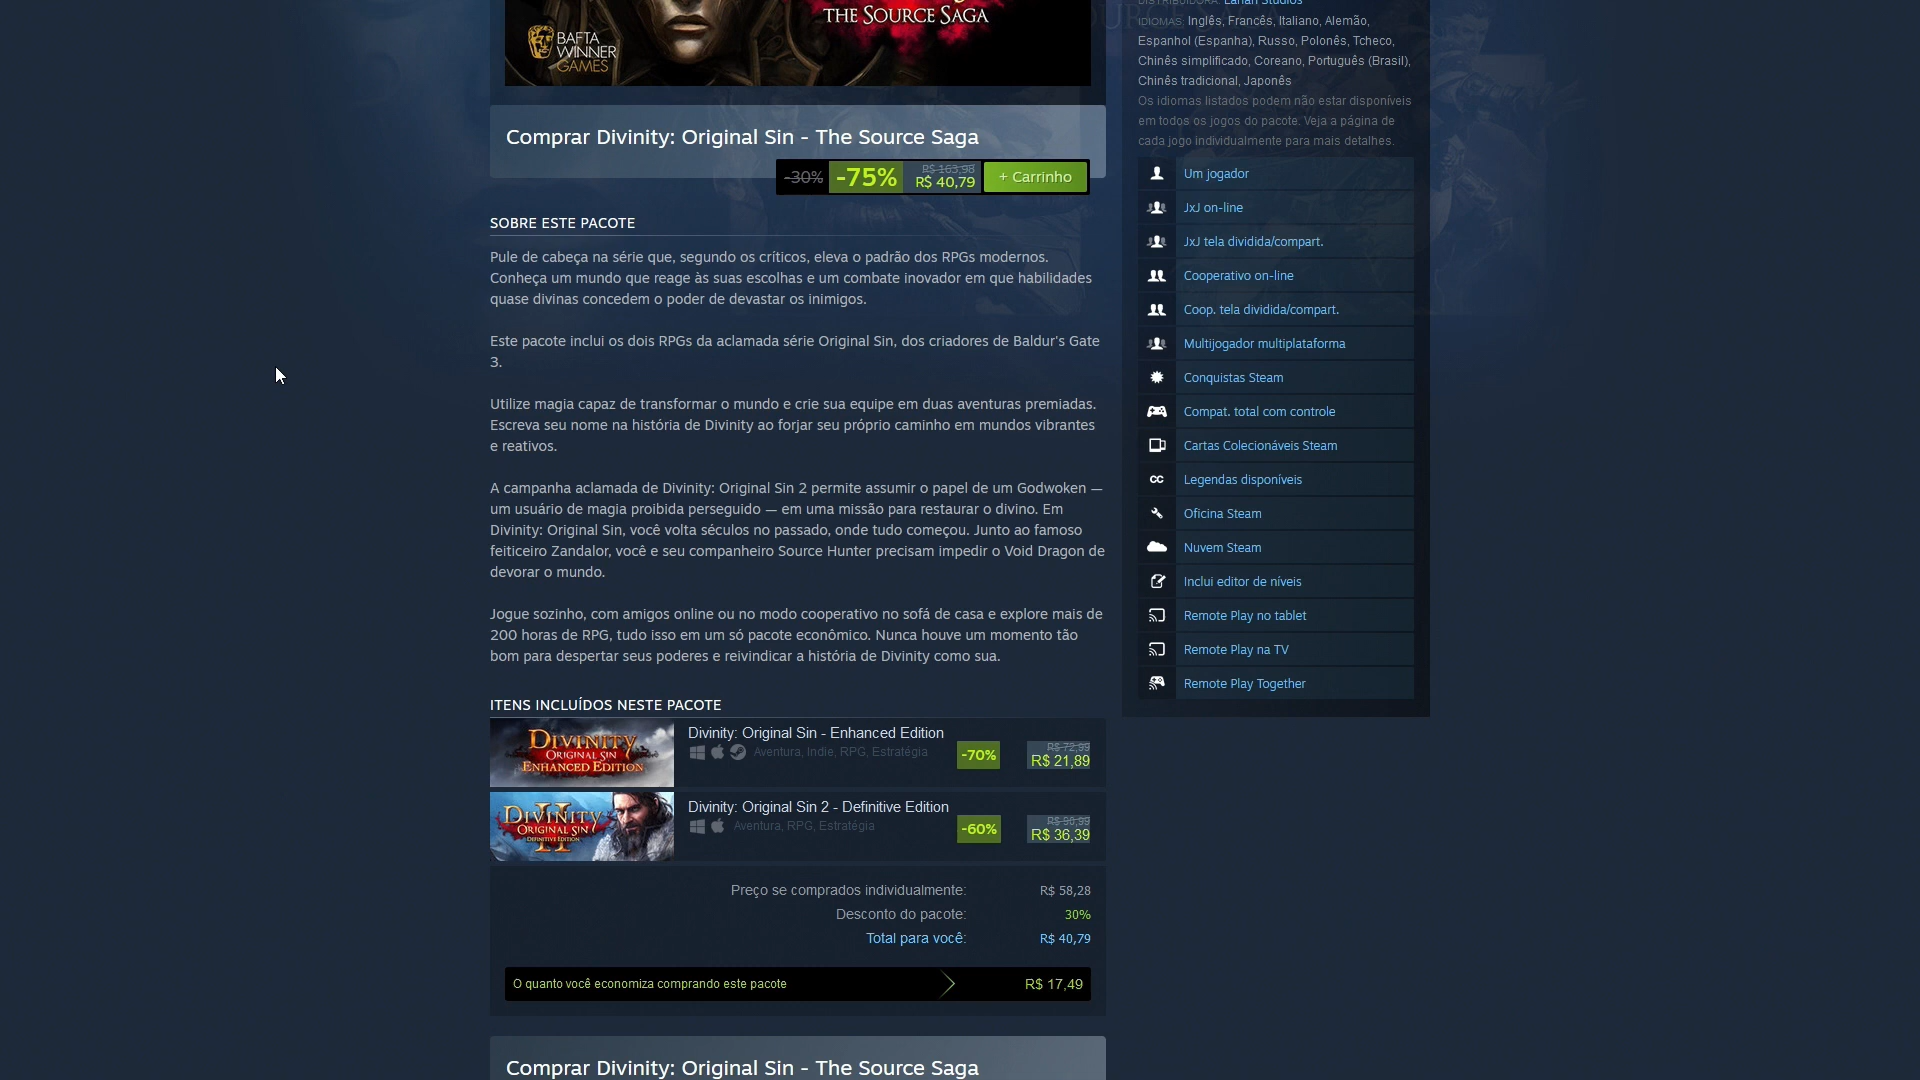 THE SOURCE SAGA
BAFTA
WINNER
GAMES
Comprar Divinity: Original Sin - The Source Saga
-30%
-75%
R$ 163,98
R$ 40,79
+ Carrinho
SOBRE ESTE PACOTE
Pule de cabeça na série que, segundo os críticos, eleva o padrão dos RPGs modernos.
Conheça um mundo que reage às suas escolhas e um combate inovador em que habilidades
quase divinas concedem o poder de devastar os inimigos.
Este pacote inclui os dois RPGs da aclamada série Original Sin, dos criadores de Baldur's Gate
3.
Utilize magia capaz de transformar o mundo e crie sua equipe em duas aventuras premiadas.
Escreva seu nome na história de Divinity ao forjar seu próprio caminho em mundos vibrantes
e reativos.
A campanha aclamada de Divinity: Original Sin 2 permite assumir o papel de um Godwoken —
um usuário de magia proibida perseguido — em uma missão para restaurar o divino. Em
Divinity: Original Sin, você volta séculos no passado, onde tudo começou. Junto ao famoso
feiticeiro Zandalor, você e seu companheiro Source Hunter precisam impedir o Void Dragon de
devorar o mundo.
Jogue sozinho, com amigos online ou no modo cooperativo no sofá de casa e explore mais de
200 horas de RPG, tudo isso em um só pacote econômico. Nunca houve um momento tão
bom para despertar seus poderes e reivindicar a história de Divinity como sua.
ITENS INCLUÍDOS NESTE PACOTE
DIVINITY
ORIGINAL SIN
ENHANCED EDITION
Divinity: Original Sin - Enhanced Edition
Aventura, Indie, RPG, Estratégia
-70%
R$ 72,99
R$ 21,89
DIVINITY
II
ORIGINAL SIN
DEFINITIVE EDITION
Divinity: Original Sin 2 - Definitive Edition
Aventura, RPG, Estratégia
-60%
R$ 90,99
R$ 36,39
Preço se comprados individualmente: R$ 58,28
Desconto do pacote: 30%
Total para você: R$ 40,79
O quanto você economiza comprando este pacote R$ 17,49
Comprar Divinity: Original Sin - The Source Saga
DISTRIBUIDORA: Larian Studios
IDIOMAS: Inglês, Francês, Italiano, Alemão,
Espanhol (Espanha), Russo, Polonês, Tcheco,
Chinês simplificado, Coreano, Português (Brasil),
Chinês tradicional, Japonês
Os idiomas listados podem não estar disponíveis
em todos os jogos do pacote. Veja a página de
cada jogo individualmente para mais detalhes.
Um jogador
JxJ on-line
JxJ tela dividida/compart.
Cooperativo on-line
Coop. tela dividida/compart.
Multijogador multiplataforma
Conquistas Steam
Compat. total com controle
Cartas Colecionáveis Steam
CC
Legendas disponíveis
Oficina Steam
Nuvem Steam
Inclui editor de níveis
Remote Play no tablet
Remote Play na TV
Remote Play Together